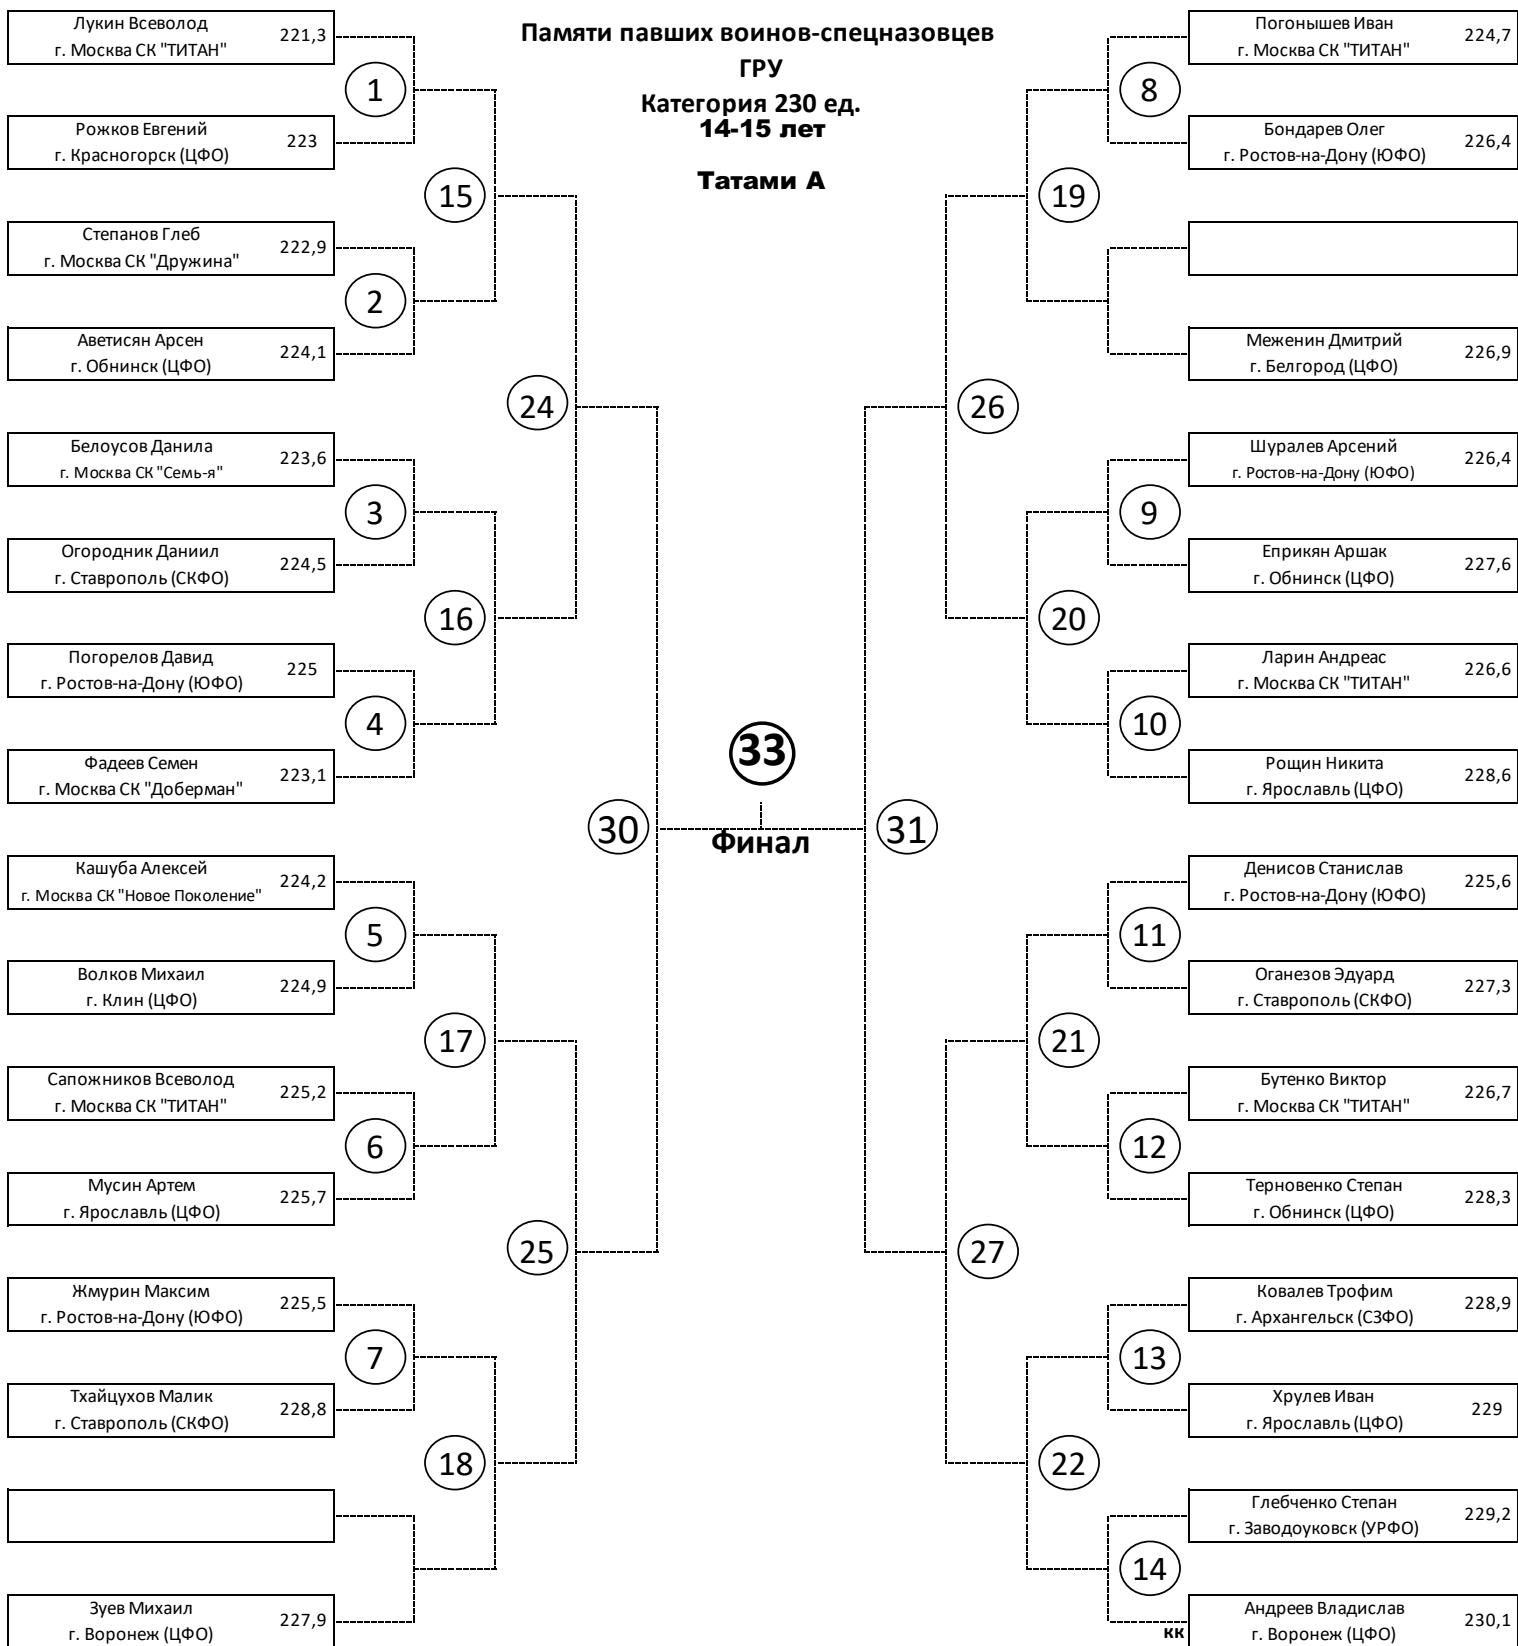 Памяти павших воинов-спецназовцев
ГРУ
Категория 230 ед.
14-15 лет
Татами А
Лукин Всеволод
г. Москва СК "ТИТАН"
221,3
1
Рожков Евгений
г. Красногорск (ЦФО)
223
15
Степанов Глеб
г. Москва СК "Дружина"
222,9
2
Аветисян Арсен
г. Обнинск (ЦФО)
224,1
24
Белоусов Данила
г. Москва СК "Семь-я"
223,6
3
Огородник Даниил
г. Ставрополь (СКФО)
224,5
16
Погорелов Давид
г. Ростов-на-Дону (ЮФО)
225
4
Фадеев Семен
г. Москва СК "Доберман"
223,1
30
Кашуба Алексей
г. Москва СК "Новое Поколение"
224,2
5
Волков Михаил
г. Клин (ЦФО)
224,9
17
Сапожников Всеволод
г. Москва СК "ТИТАН"
225,2
6
Мусин Артем
г. Ярославль (ЦФО)
225,7
25
Жмурин Максим
г. Ростов-на-Дону (ЮФО)
225,5
7
Тхайцухов Малик
г. Ставрополь (СКФО)
228,8
18
Зуев Михаил
г. Воронеж (ЦФО)
227,9
33
Финал
Погонышев Иван
г. Москва СК "ТИТАН"
224,7
8
Бондарев Олег
г. Ростов-на-Дону (ЮФО)
226,4
19
Меженин Дмитрий
г. Белгород (ЦФО)
226,9
26
Шуралев Арсений
г. Ростов-на-Дону (ЮФО)
226,4
9
Еприкян Аршак
г. Обнинск (ЦФО)
227,6
20
Ларин Андреас
г. Москва СК "ТИТАН"
226,6
10
Рощин Никита
г. Ярославль (ЦФО)
228,6
31
Денисов Станислав
г. Ростов-на-Дону (ЮФО)
225,6
11
Оганезов Эдуард
г. Ставрополь (СКФО)
227,3
21
Бутенко Виктор
г. Москва СК "ТИТАН"
226,7
12
Терновенко Степан
г. Обнинск (ЦФО)
228,3
27
Ковалев Трофим
г. Архангельск (СЗФО)
228,9
13
Хрулев Иван
г. Ярославль (ЦФО)
229
22
Глебченко Степан
г. Заводоуковск (УРФО)
229,2
14
Андреев Владислав
г. Воронеж (ЦФО)
230,1
кк